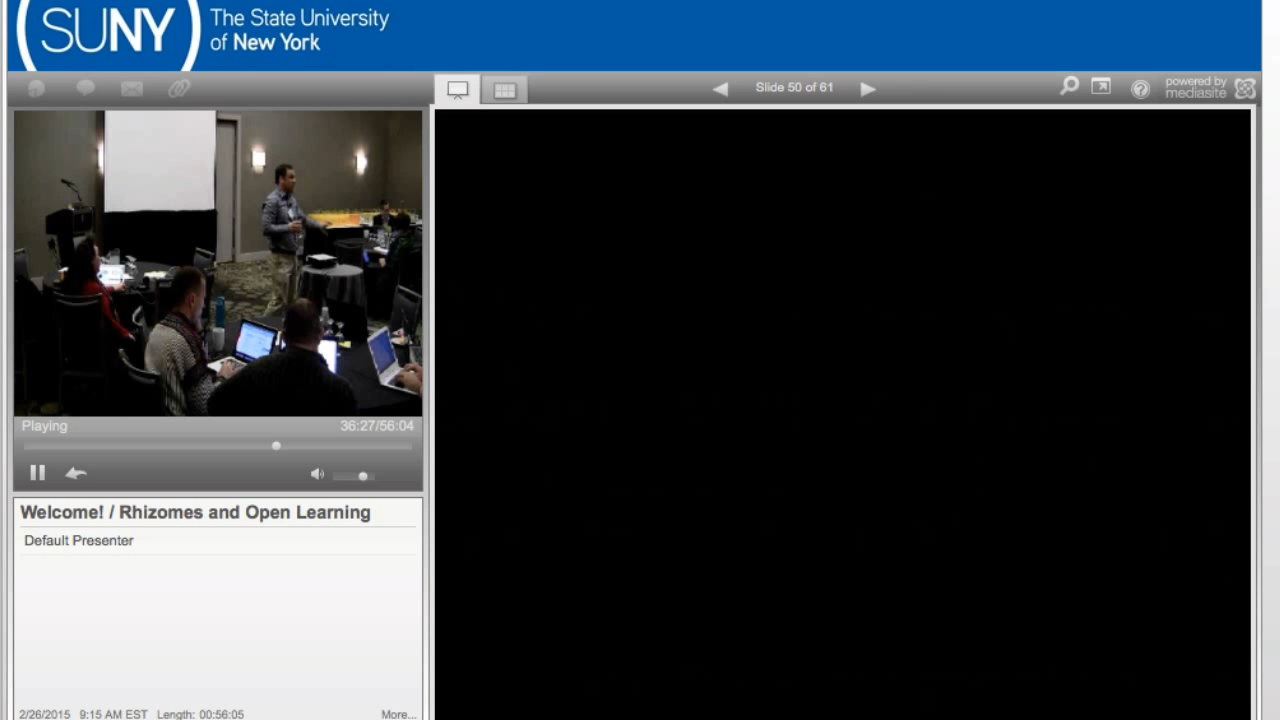 SUNY
The State University
of New York
Slide 50 of 61
powered by
mediasite
Playing
36:27/56:04
Welcome! / Rhizomes and Open Learning
Default Presenter
2/26/2015 9:15 AM EST Length: 00:56:05
More...